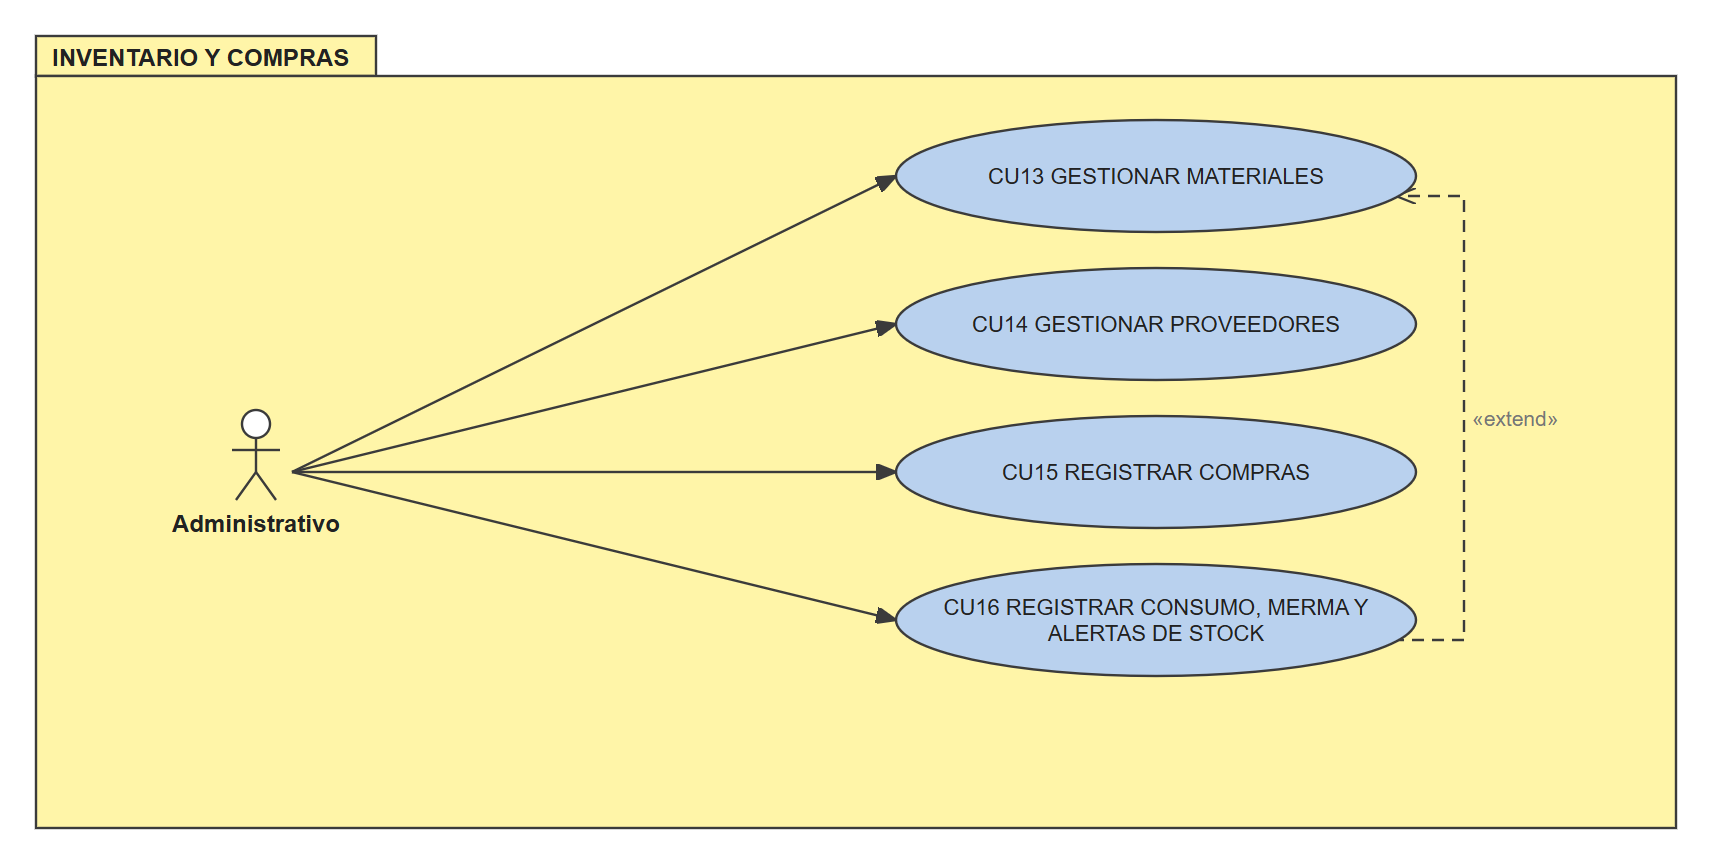 INVENTARIO Y COMPRAS
CU13 GESTIONAR MATERIALES
CU14 GESTIONAR PROVEEDORES
«extend»
CU15 REGISTRAR COMPRAS
Administrativo
CU16 REGISTRAR CONSUMO, MERMA Y
ALERTAS DE STOCK